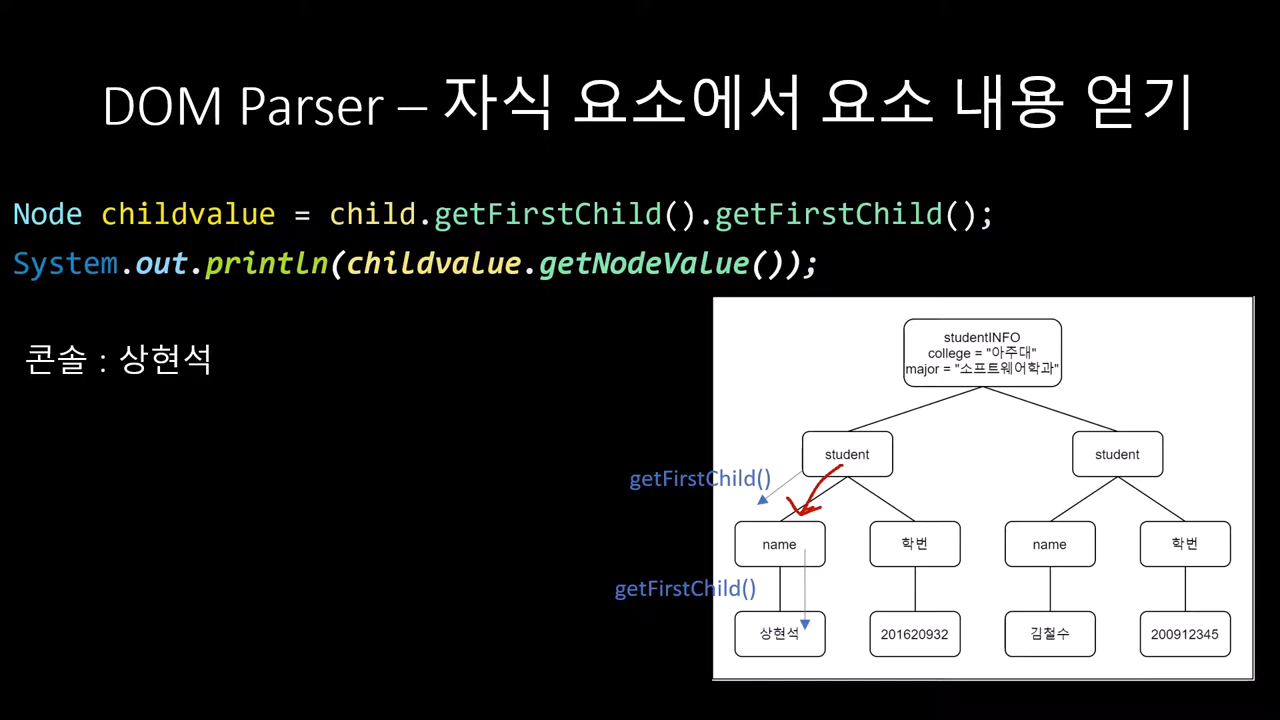 DOM Parser – 자식 요소에서 요소 내용 얻기
Node childvalue = child.getFirstChild().getFirstChild();
System.out.println(childvalue.getNodeValue());
콘솔 : 상현석
studentINFO
college = "아주대"
major = "소프트웨어학과"
student
student
getFirstChild()
name
학번
name
학번
getFirstChild()
상현석
201620932
김철수
200912345